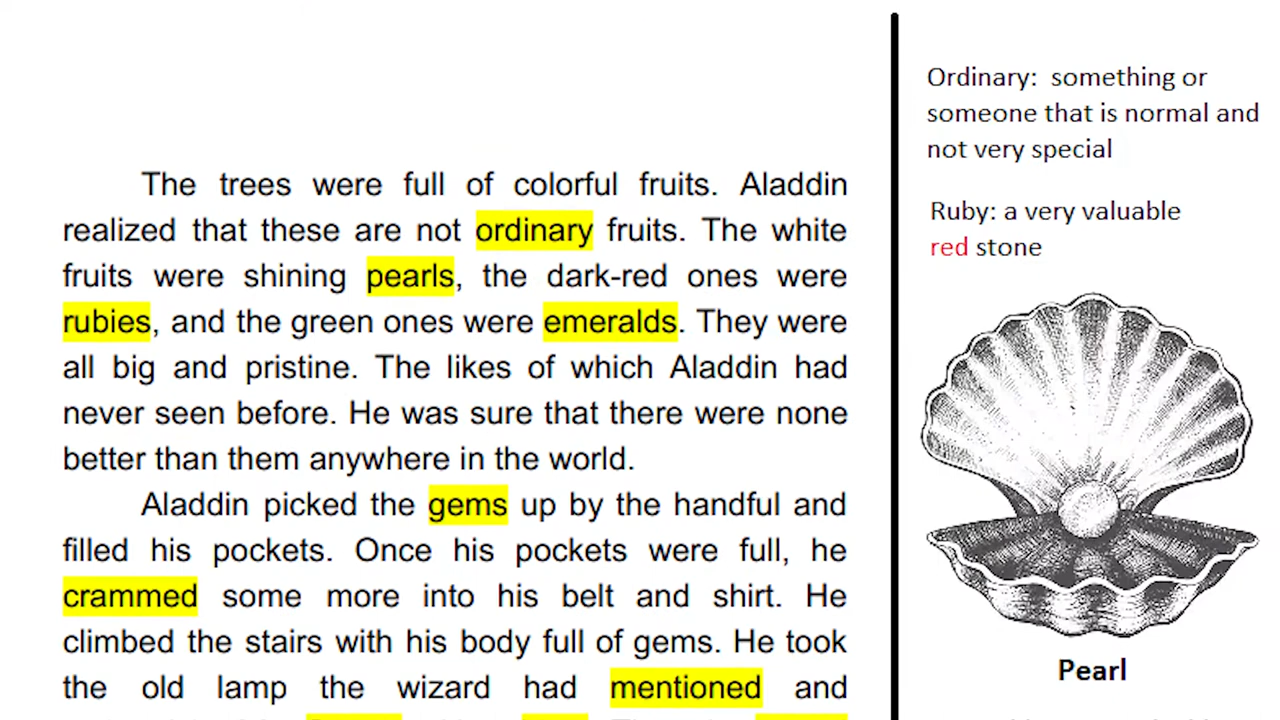 The trees were full of colorful fruits. Aladdin
realized that these are not ordinary fruits. The white
fruits were shining pearls, the dark-red ones were
rubies, and the green ones were emeralds. They were
all big and pristine. The likes of which Aladdin had
never seen before. He was sure that there were none
better than them anywhere in the world.
Aladdin picked the gems up by the handful and
filled his pockets. Once his pockets were full, he
crammed some more into his belt and shirt. He
climbed the stairs with his body full of gems. He took
the old lamp the wizard had mentioned and
Ordinary: something or
someone that is normal and
not very special
Ruby: a very valuable
red stone
Pearl